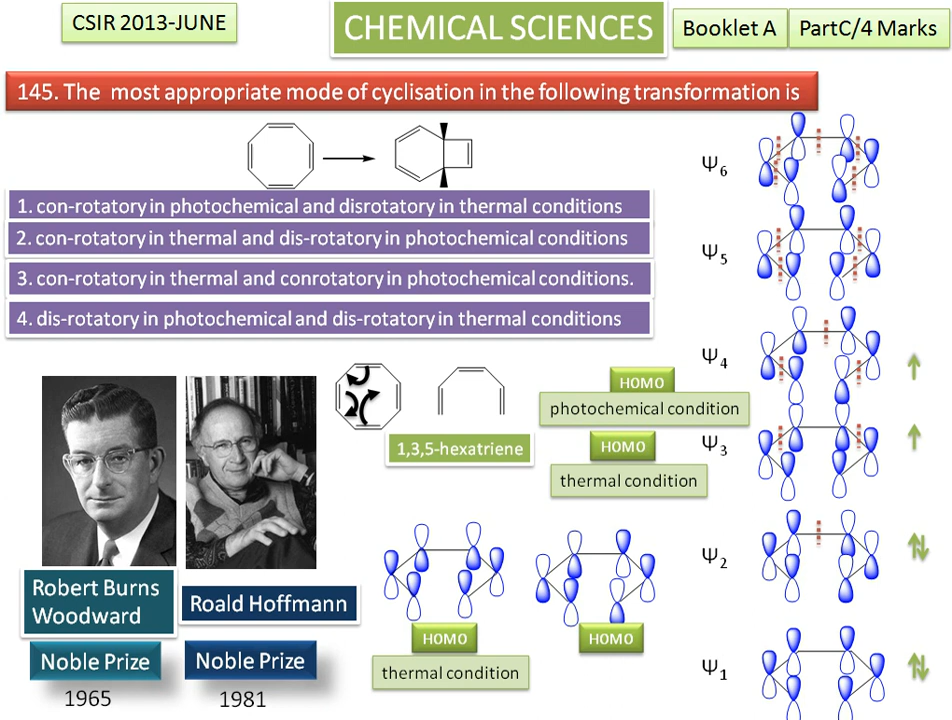 CSIR 2013-JUNE
CHEMICAL SCIENCES
Booklet A
PartC/4 Marks
145. The most appropriate mode of cyclisation in the following transformation is
1. con-rotatory in photochemical and disrotatory in thermal conditions
2. con-rotatory in thermal and dis-rotatory in photochemical conditions
3. con-rotatory in thermal and conrotatory in photochemical conditions.
4. dis-rotatory in photochemical and dis-rotatory in thermal conditions
Ψ6
Ψ5
Ψ4
HOMO
photochemical condition
Ψ3
HOMO
thermal condition
1,3,5-hexatriene
Ψ2
Robert Burns
Woodward
Roald Hoffmann
HOMO
thermal condition
HOMO
Ψ1
Noble Prize
1965
Noble Prize
1981